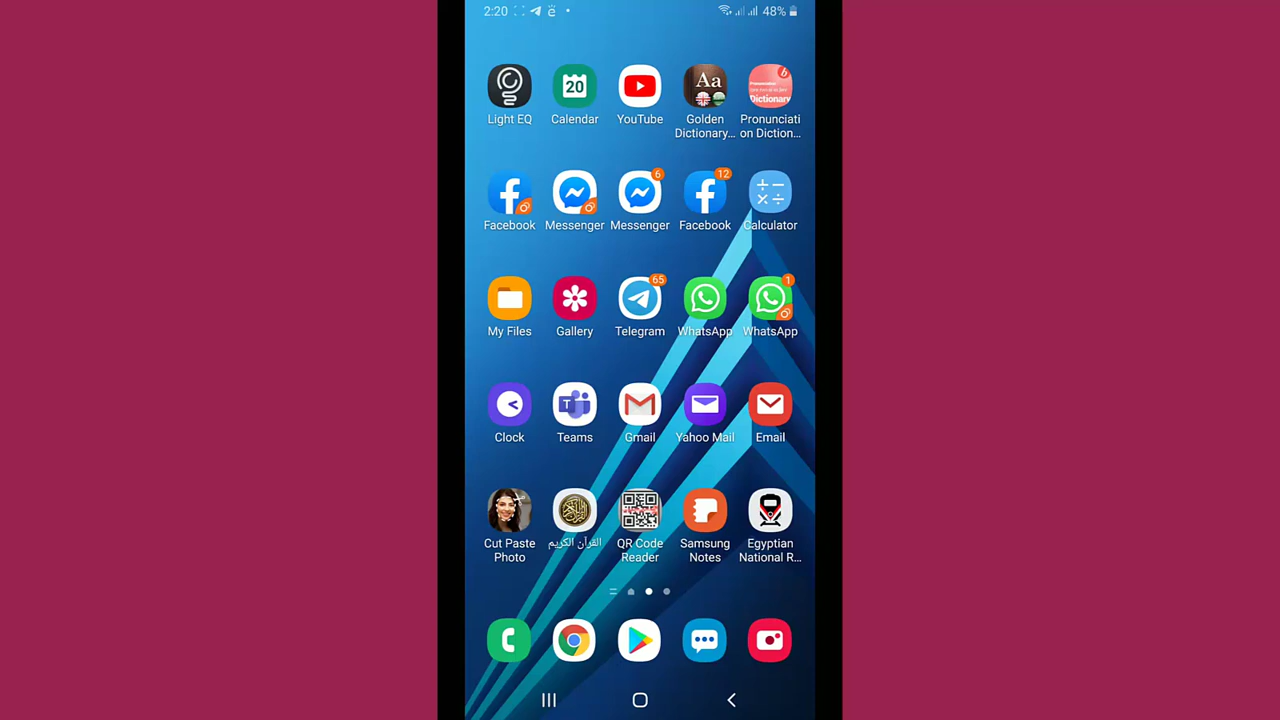 2:20
48%
20
Aa
Dictionary
Light EQ
Calendar
YouTube
Golden Dictionary...
Pronunciati on Diction...
6
12
Facebook
Messenger
Messenger
Facebook
Calculator
65
1
My Files
Gallery
Telegram
WhatsApp
WhatsApp
T
Clock
Teams
Gmail
Yahoo Mail
Email
Cut Paste Photo
القرآن الكريم
QR Code Reader
Samsung Notes
Egyptian National R...